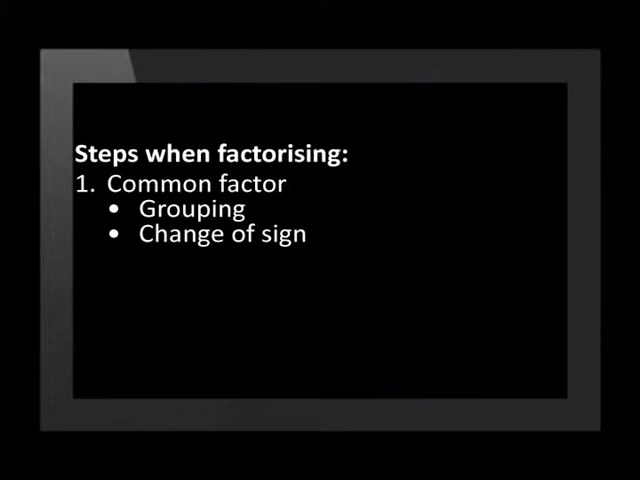 Steps when factorising:
1. Common factor
• Grouping
• Change of sign